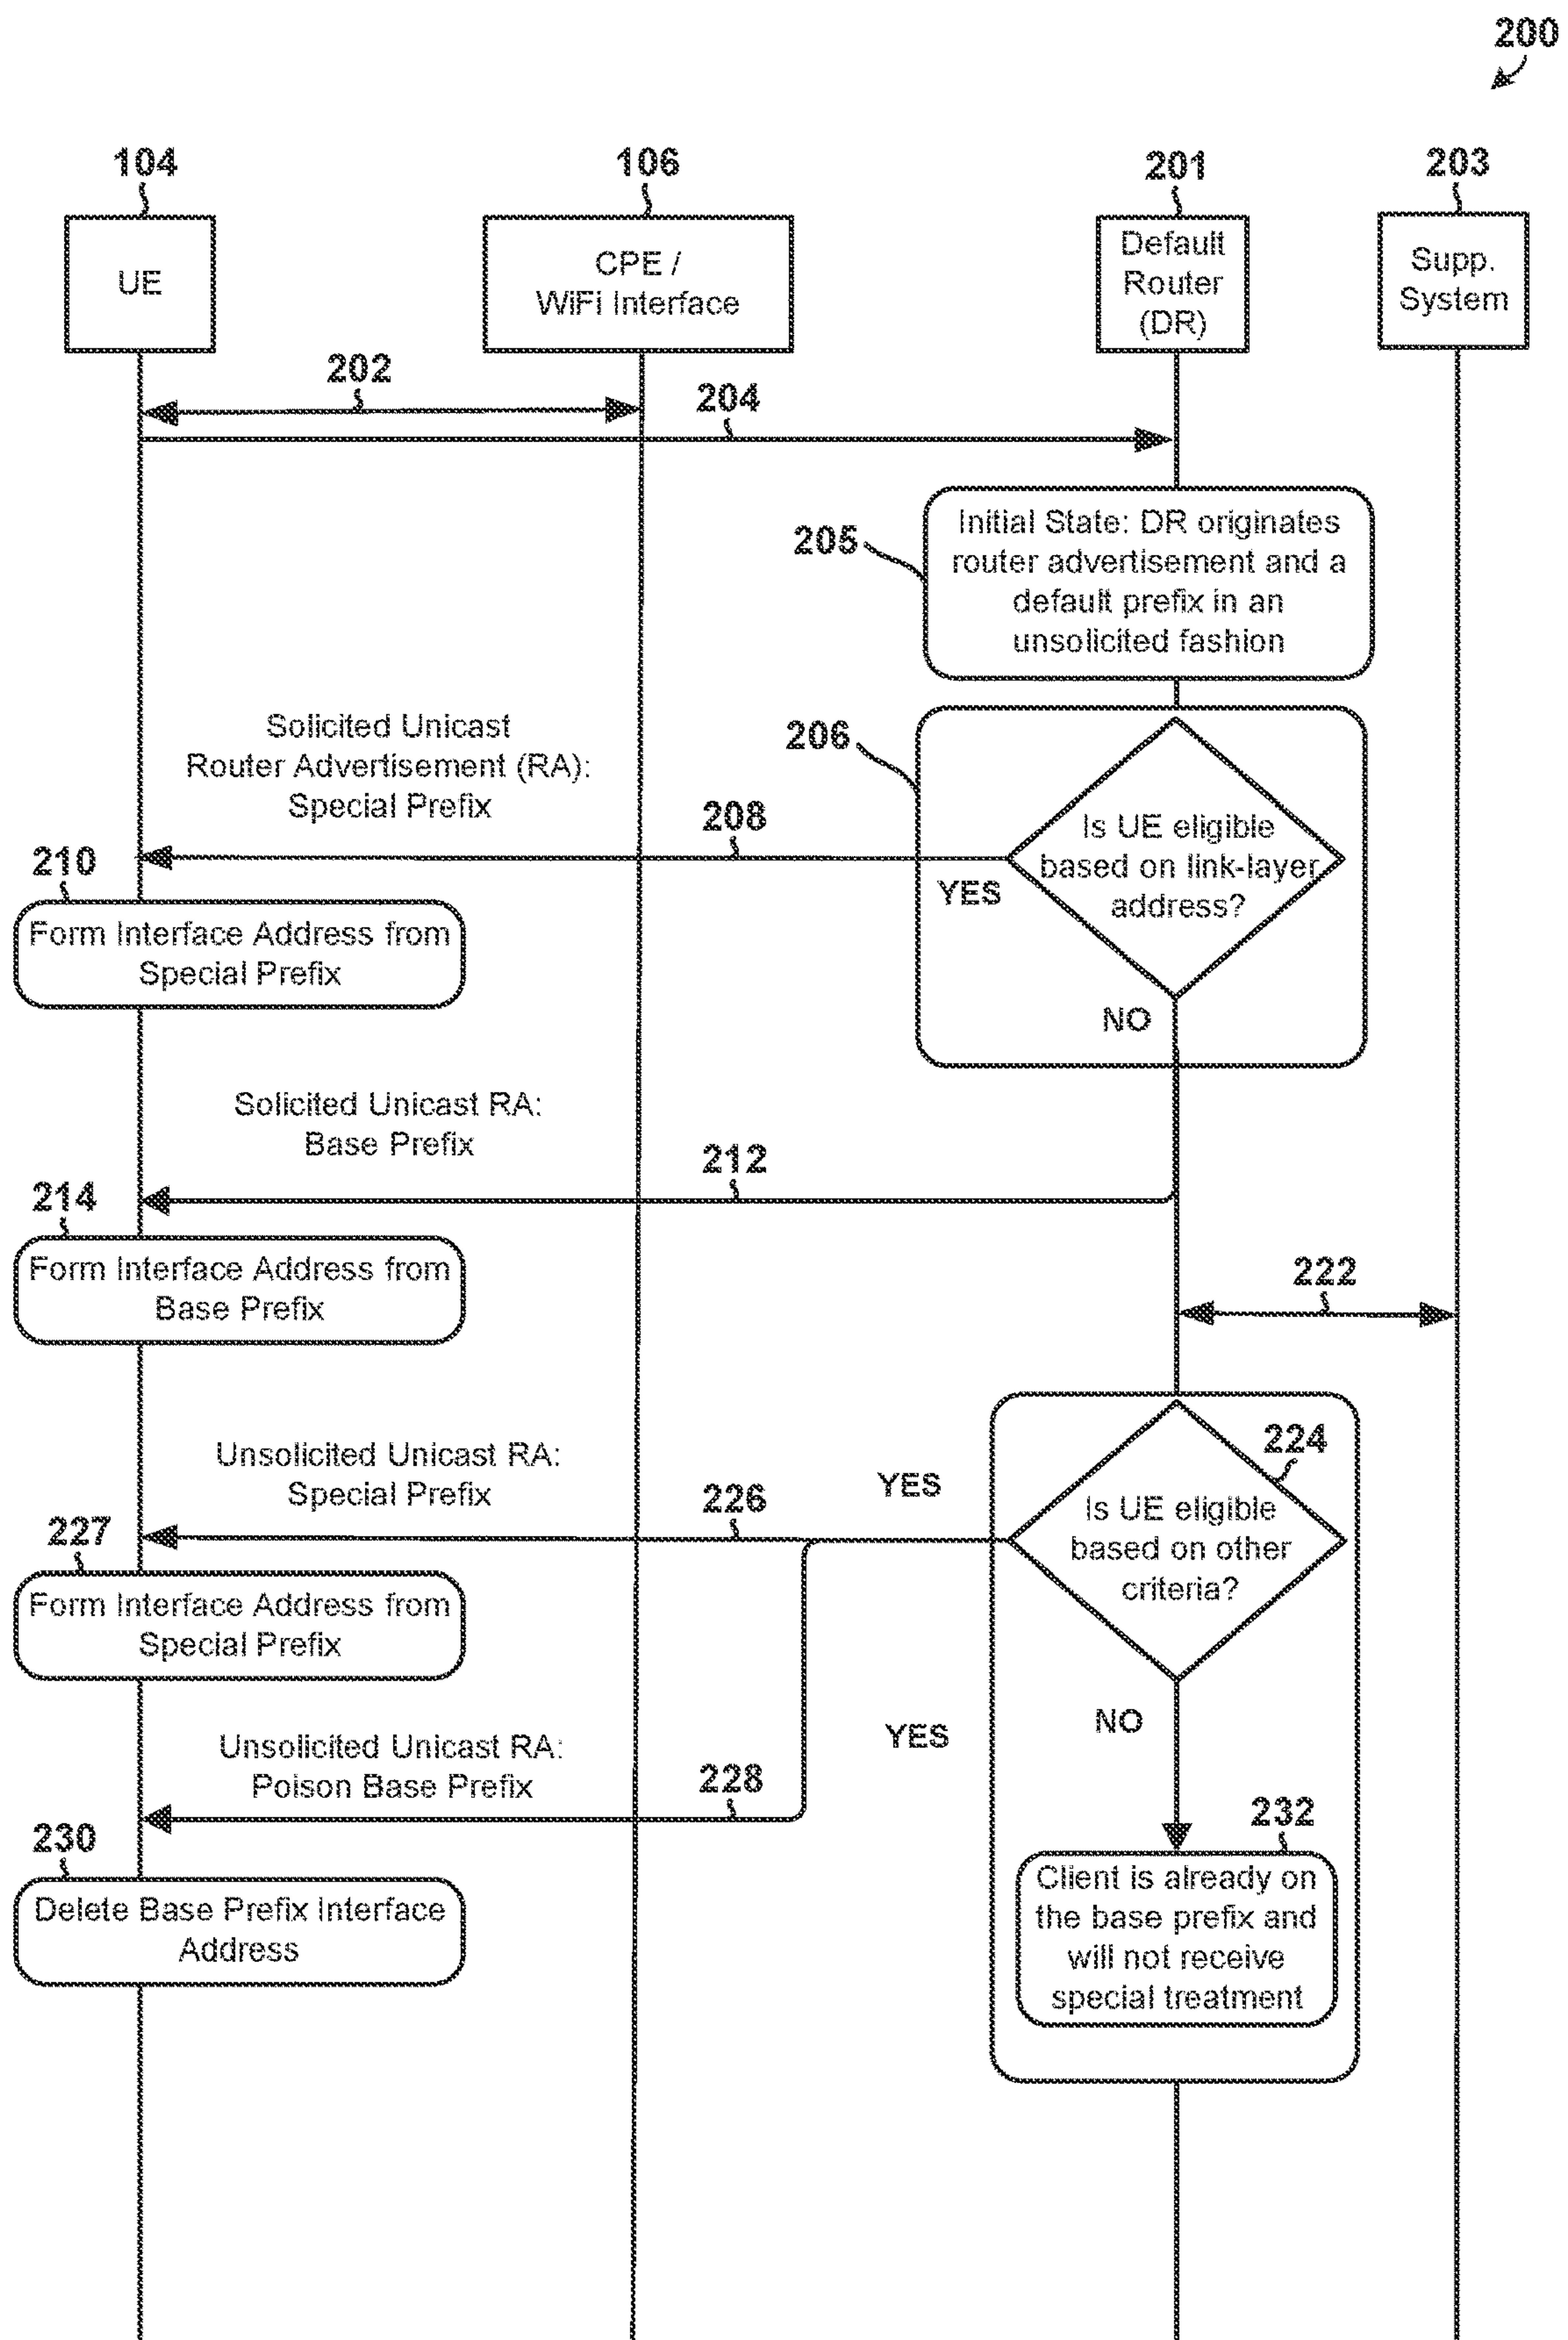 200
104
106
201
203
UE
CPE /
WiFi Interface
Default
Router
(DR)
Supp.
System
202
204
205
Initial State: DR originates
router advertisement and a
default prefix in an
unsolicited fashion
Solicited Unicast
Router Advertisement (RA):
Special Prefix
206
208
Is UE eligible
based on link-layer
address?
YES
NO
210
Form Interface Address from
Special Prefix
Solicited Unicast RA:
Base Prefix
212
214
Form Interface Address from
Base Prefix
222
Unsolicited Unicast RA:
Special Prefix
226
YES
224
Is UE eligible
based on other
criteria?
227
Form Interface Address from
Special Prefix
Unsolicited Unicast RA:
Poison Base Prefix
228
YES
NO
230
Delete Base Prefix Interface
Address
232
Client is already on
the base prefix and
will not receive
special treatment